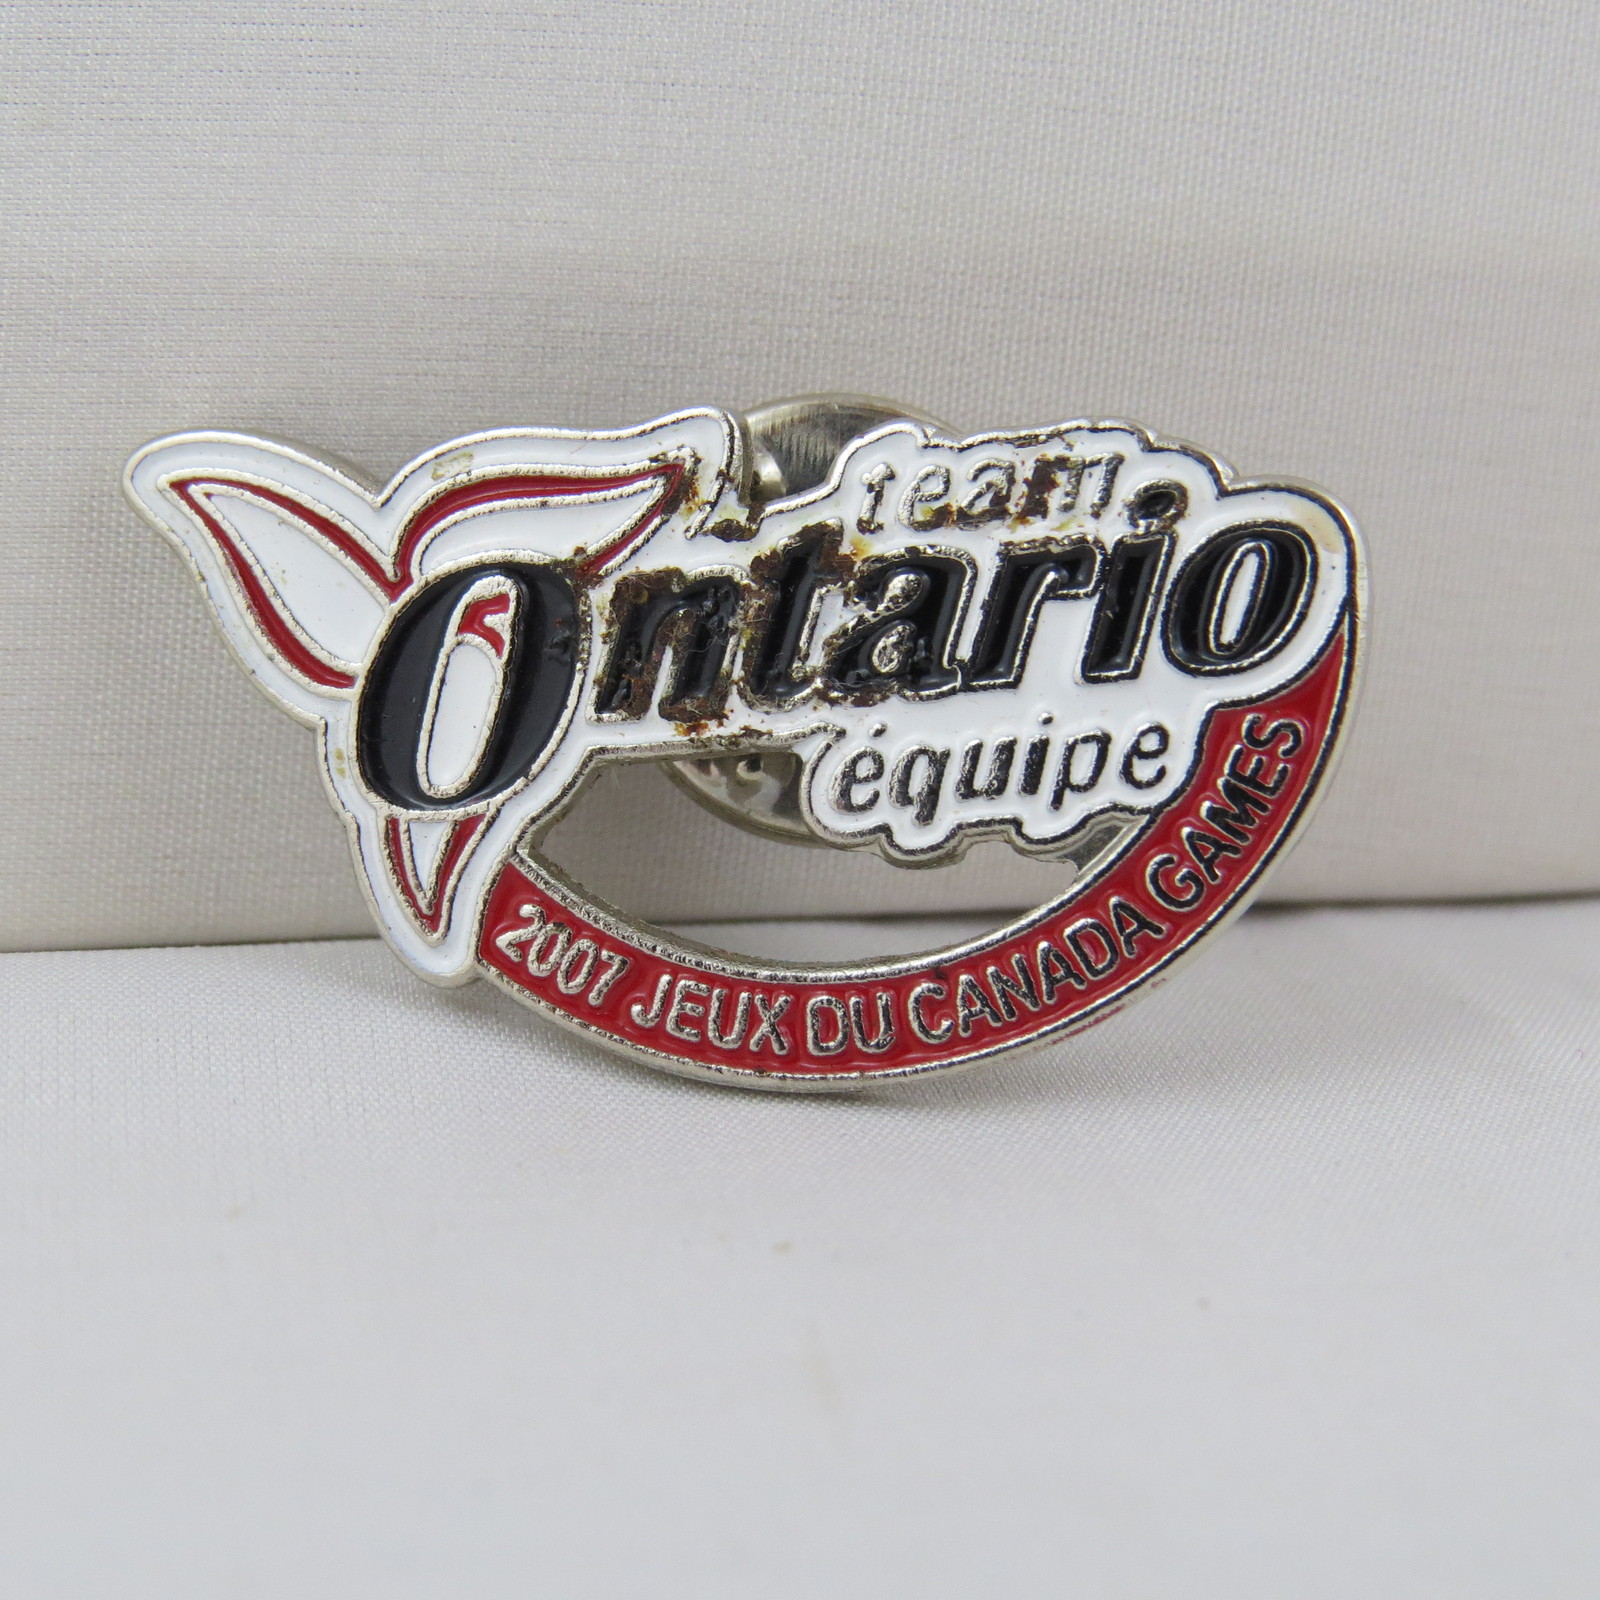 team
Ontario
équipe
2007 JEUX DU CANADA GAMES